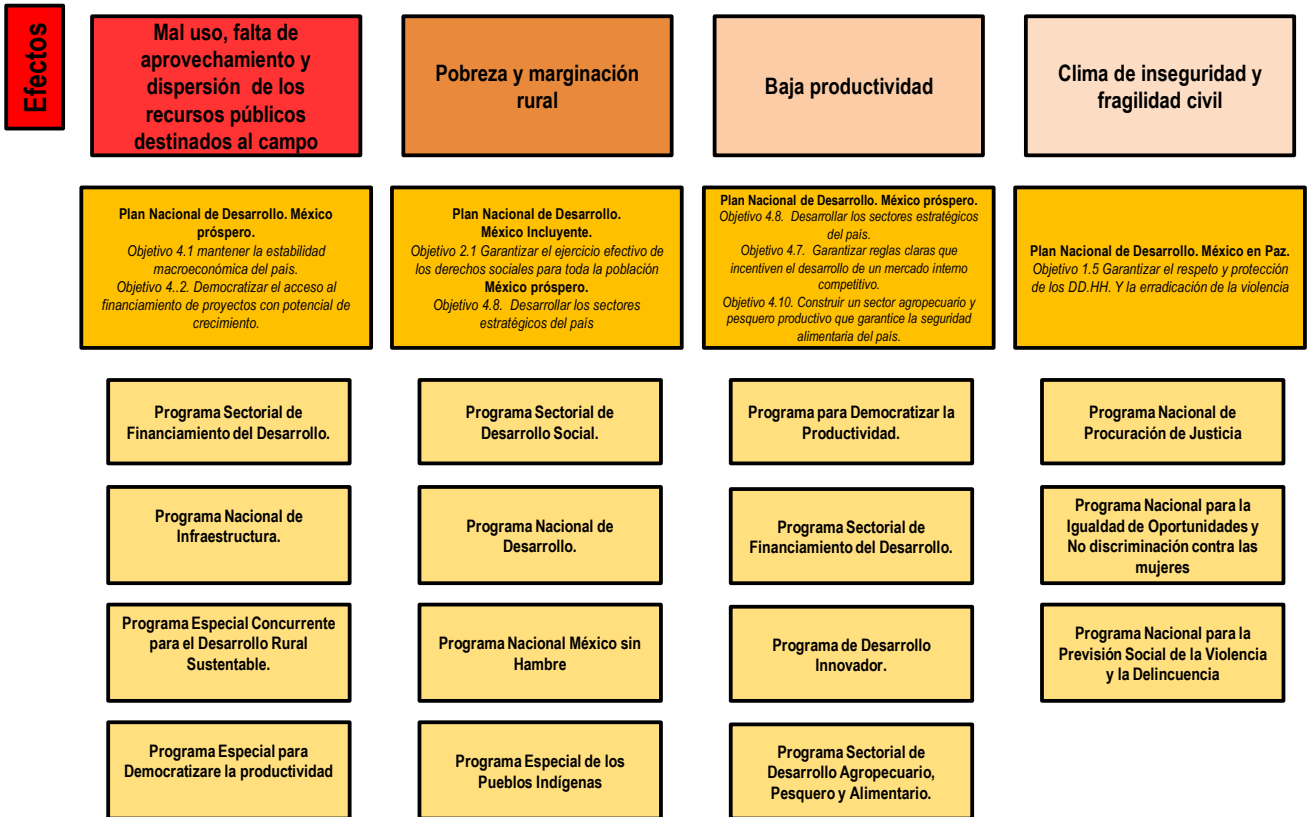 Efectos
Mal uso, falta de
aprovechamiento y
dispersión de los
recursos públicos
destinados al campo
Pobreza y marginación
rural
Baja productividad
Clima de inseguridad y
fragilidad civil
Plan Nacional de Desarrollo. México
próspero.
Objetivo 4.1 mantener la estabilidad
macroeconómica del país.
Objetivo 4..2. Democratizar el acceso al
financiamiento de proyectos con potencial de
crecimiento.
Plan Nacional de Desarrollo.
México Incluyente.
Objetivo 2.1 Garantizar el ejercicio efectivo de
los derechos sociales para toda la población
México próspero.
Objetivo 4.8. Desarrollar los sectores
estratégicos del país
Plan Nacional de Desarrollo. México próspero.
Objetivo 4.8. Desarrollar los sectores estratégicos
del país.
Objetivo 4.7. Garantizar reglas claras que
incentiven el desarrollo de un mercado interno
competitivo.
Objetivo 4.10. Construir un sector agropecuario y
pesquero productivo que garantice la seguridad
alimentaria del país.
Plan Nacional de Desarrollo. México en Paz.
Objetivo 1.5 Garantizar el respeto y protección
de los DD.HH. Y la erradicación de la violencia
Programa Sectorial de
Financiamiento del Desarrollo.
Programa Sectorial de
Desarrollo Social.
Programa para Democratizar la
Productividad.
Programa Nacional de
Procuración de Justicia
Programa Nacional de
Infraestructura.
Programa Nacional de
Desarrollo.
Programa Sectorial de
Financiamiento del Desarrollo.
Programa Nacional para la
Igualdad de Oportunidades y
No discriminación contra las
mujeres
Programa Especial Concurrente
para el Desarrollo Rural
Sustentable.
Programa Nacional México sin
Hambre
Programa de Desarrollo
Innovador.
Programa Nacional para la
Previsión Social de la Violencia
y la Delincuencia
Programa Especial para
Democratizare la productividad
Programa Especial de los
Pueblos Indígenas
Programa Sectorial de
Desarrollo Agropecuario,
Pesquero y Alimentario.